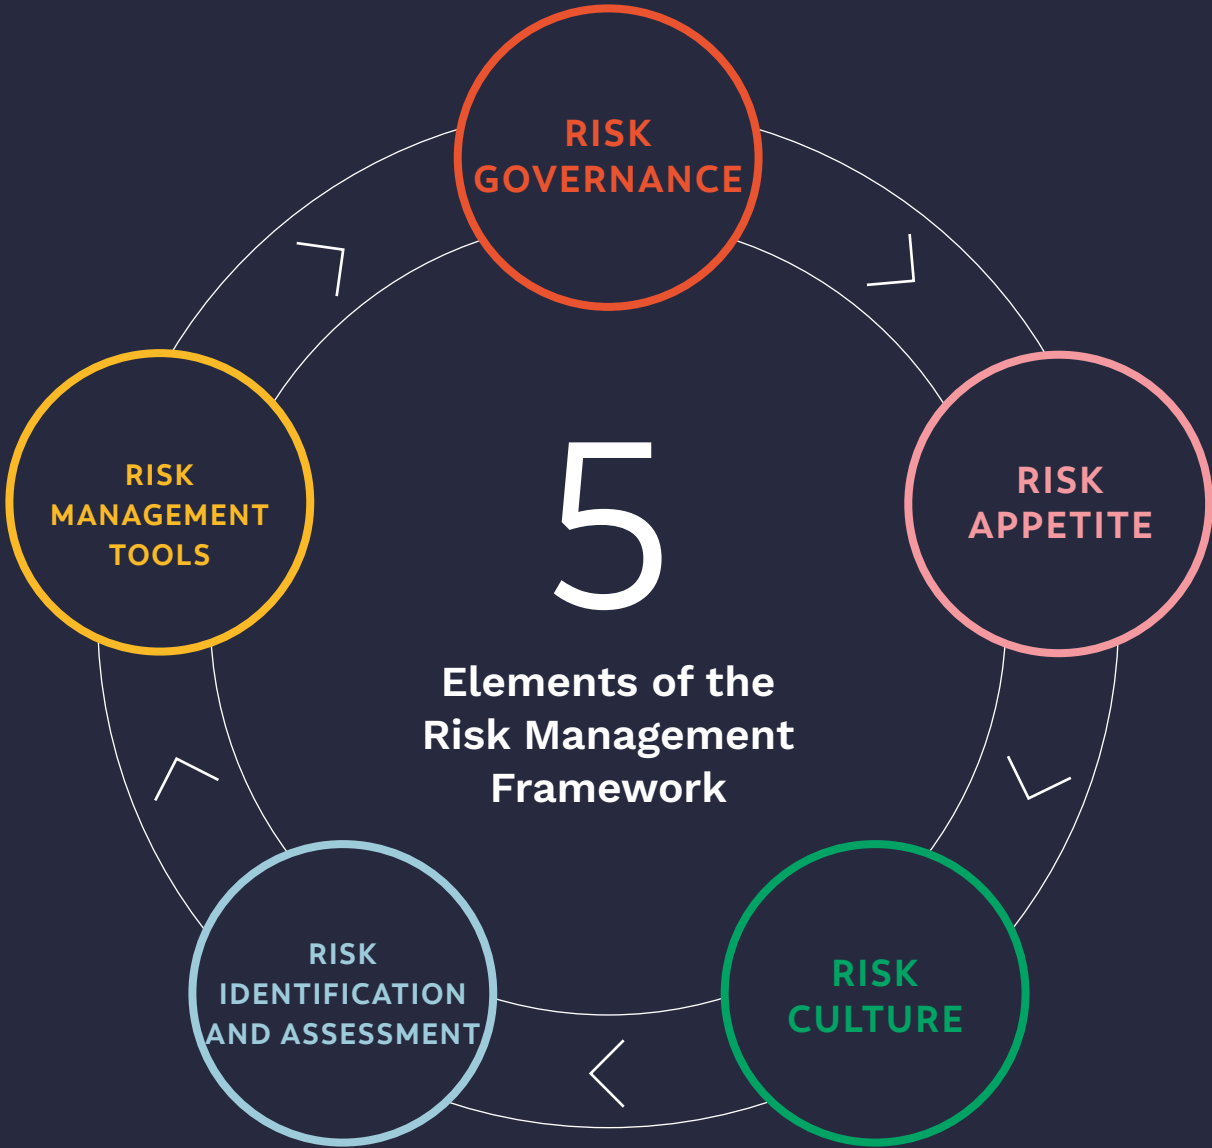 RISK
GOVERNANCE
RISK
APPETITE
RISK
CULTURE
RISK
IDENTIFICATION
AND ASSESSMENT
RISK
MANAGEMENT
TOOLS
5
Elements of the
Risk Management
Framework